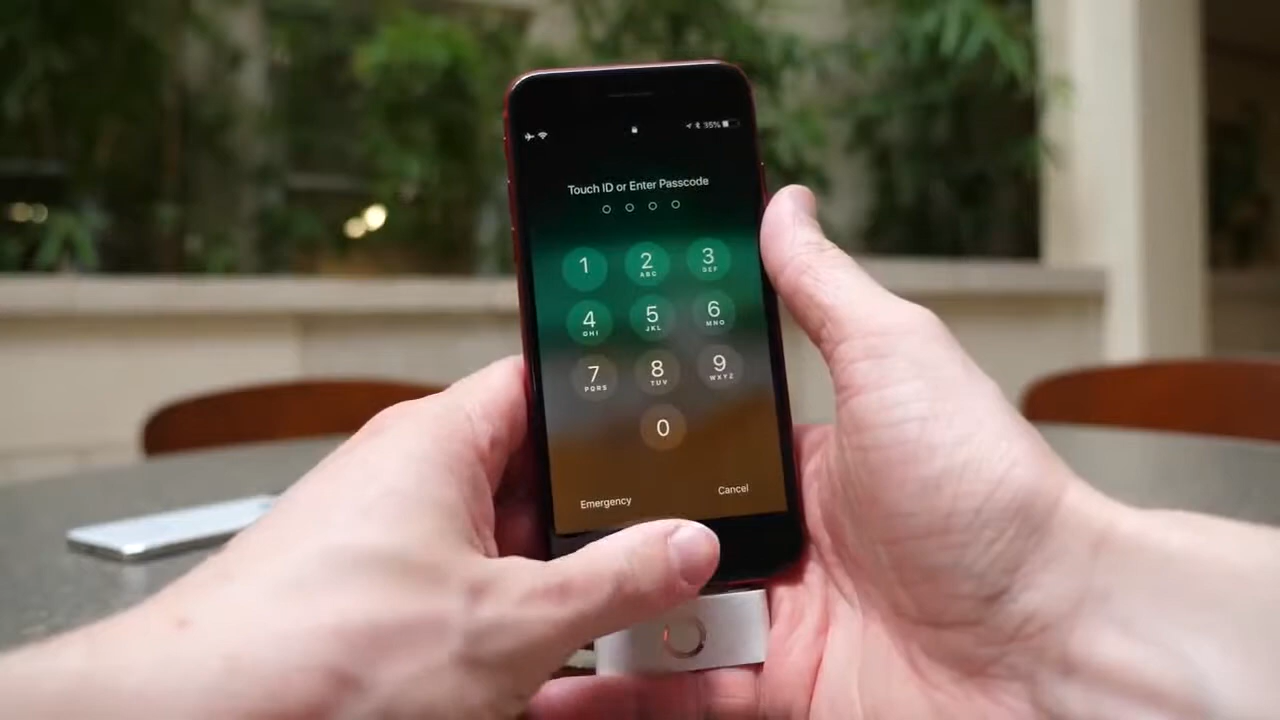 35%
Touch ID or Enter Passcode
1 2 3
ABC DEF
4 5 6
GHI JKL MNO
7 8 9
PQRS TUV WXYZ
0
Emergency Cancel